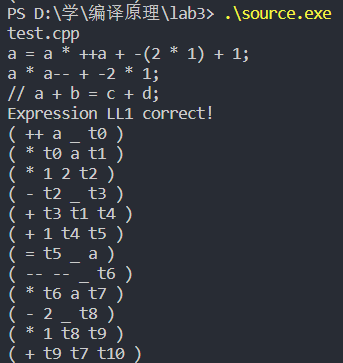 PS D:\学\编译原理\lab3> .\source.exe
test.cpp
a = a * ++a + -(2 * 1) + 1;
a * a-- + -2 * 1;
// a + b = c + d;
Expression LL1 correct!
( ++ a _ t0 )
( * t0 a t1 )
( * 1 2 t2 )
( - t2 _ t3 )
( + t3 t1 t4 )
( + 1 t4 t5 )
( = t5 _ a )
( -- -- _ t6 )
( * t6 a t7 )
( - 2 _ t8 )
( * 1 t8 t9 )
( + t9 t7 t10 )